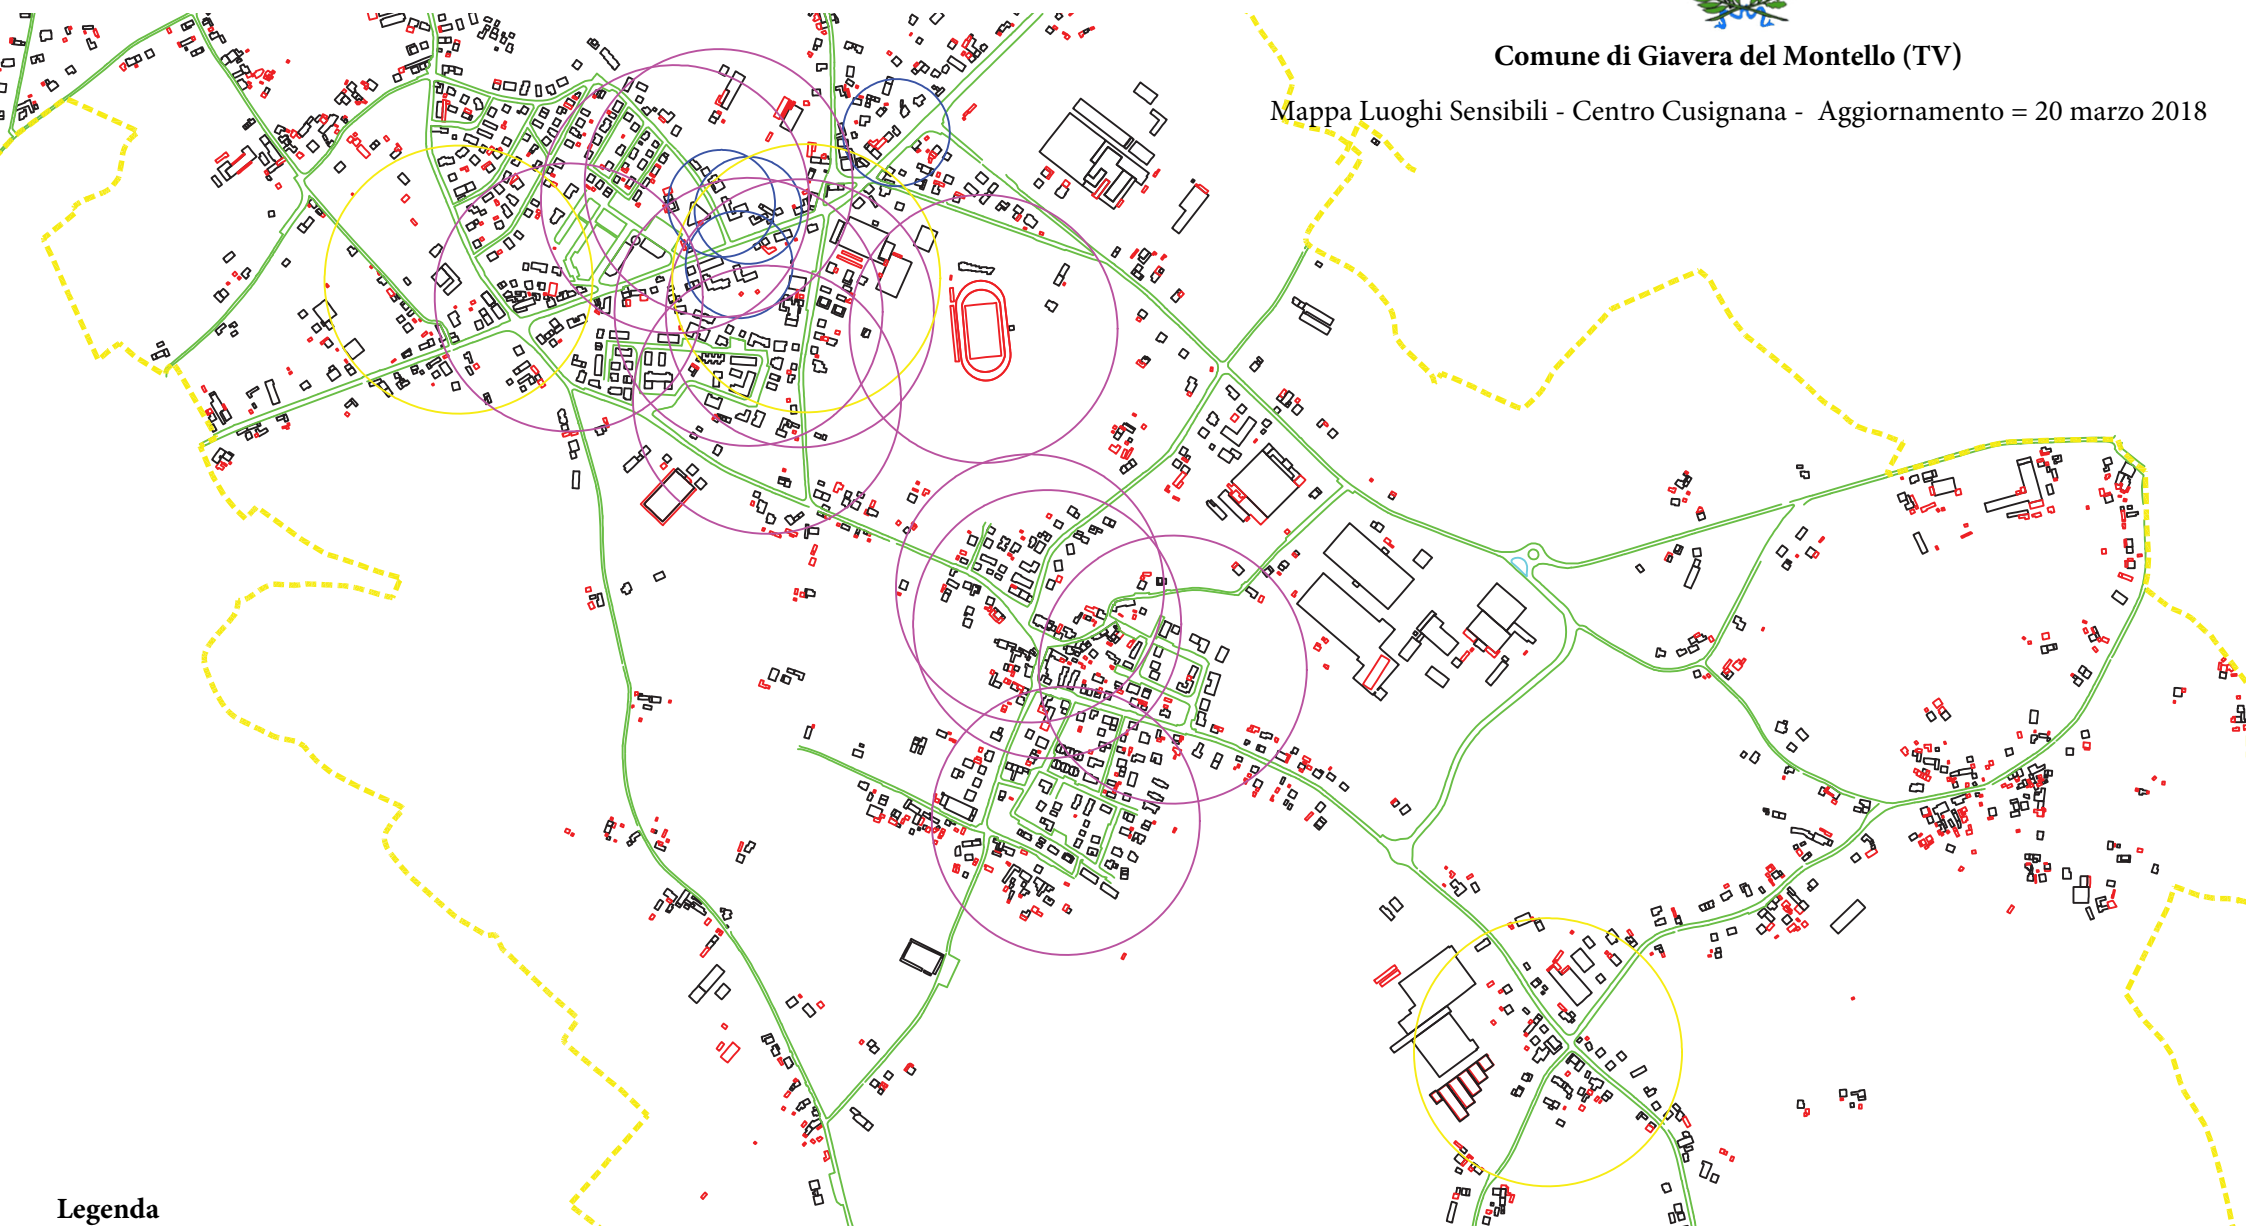 Comune di Giavera del Montello (TV)
Mappa Luoghi Sensibili - Centro Cusignana - Aggiornamento = 20 marzo 2018
Legenda